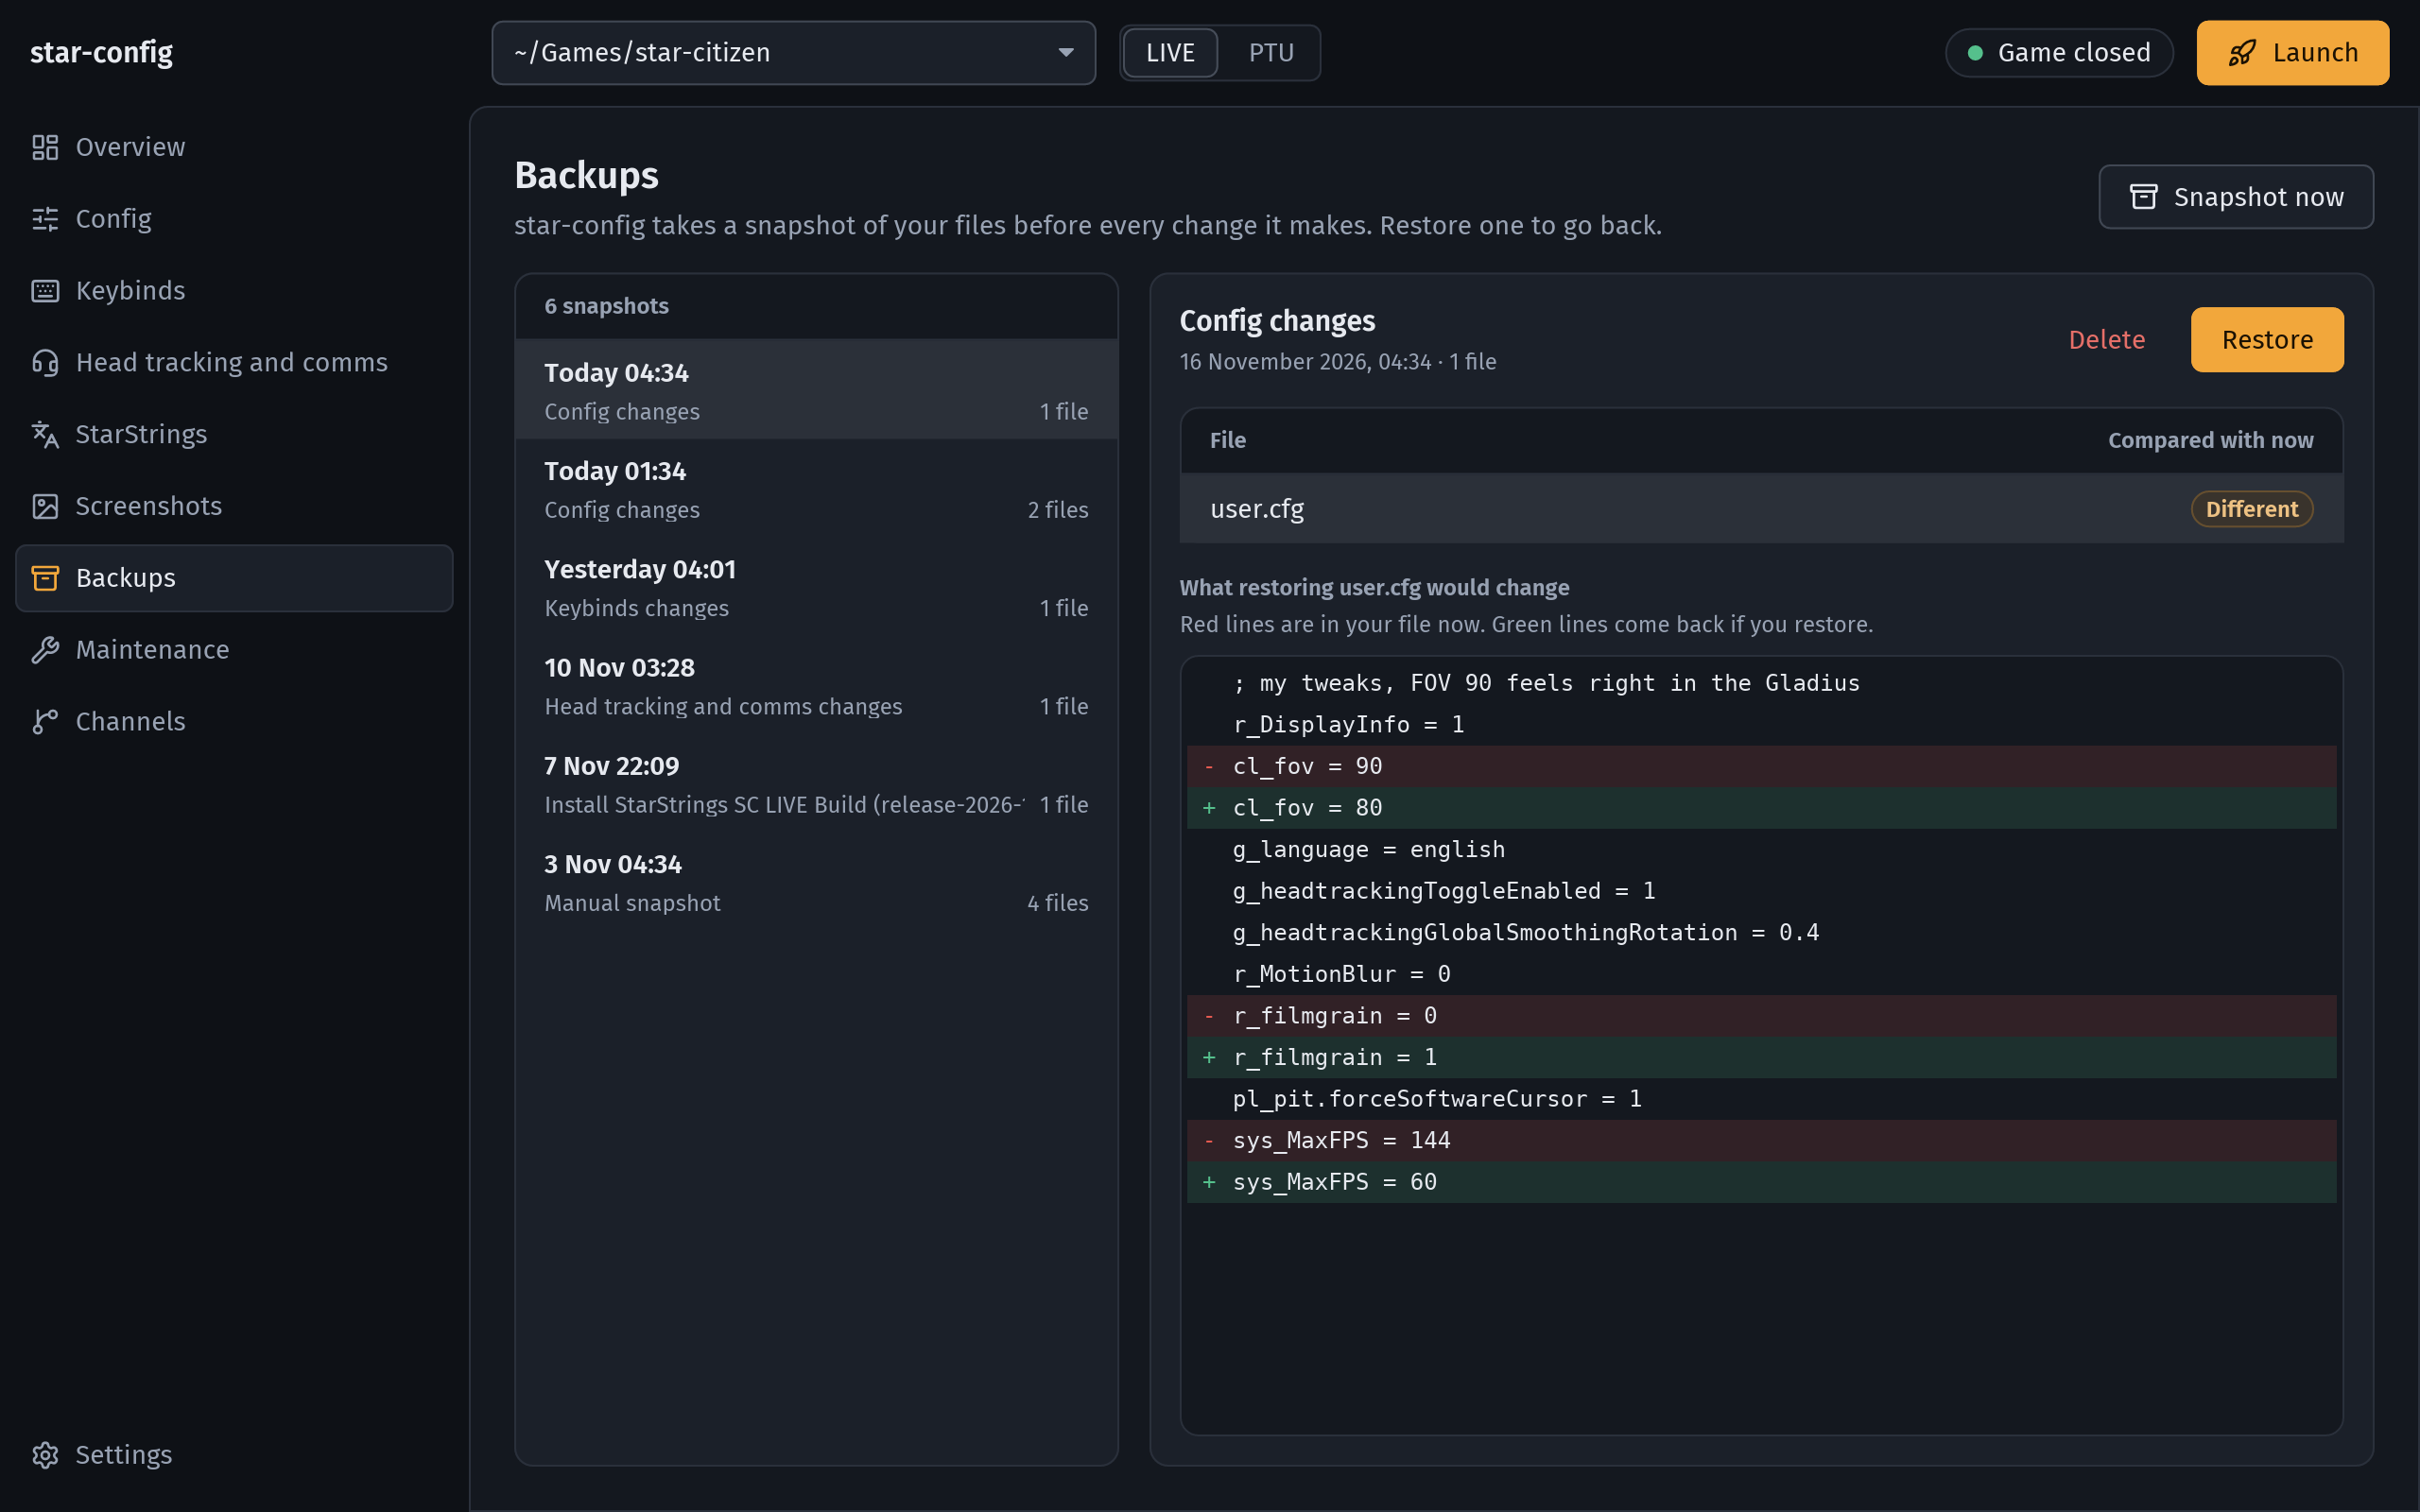 star-config
~/Games/star-citizen
LIVE
PTU
Game closed
Launch
Overview
Config
Keybinds
Head tracking and comms
StarStrings
Screenshots
Backups
Maintenance
Channels
Settings
Backups
star-config takes a snapshot of your files before every change it makes. Restore one to go back.
Snapshot now
6 snapshots
Today 04:34
Config changes 1 file
Today 01:34
Config changes 2 files
Yesterday 04:01
Keybinds changes 1 file
10 Nov 03:28
Head tracking and comms changes 1 file
7 Nov 22:09
Install StarStrings SC LIVE Build (release-2026- 1 file
3 Nov 04:34
Manual snapshot 4 files
Config changes
16 November 2026, 04:34 · 1 file
Delete
Restore
File Compared with now
user.cfg Different
What restoring user.cfg would change
Red lines are in your file now. Green lines come back if you restore.
; my tweaks, FOV 90 feels right in the Gladius
r_DisplayInfo = 1
- cl_fov = 90
+ cl_fov = 80
g_language = english
g_headtrackingToggleEnabled = 1
g_headtrackingGlobalSmoothingRotation = 0.4
r_MotionBlur = 0
- r_filmgrain = 0
+ r_filmgrain = 1
pl_pit.forceSoftwareCursor = 1
- sys_MaxFPS = 144
+ sys_MaxFPS = 60